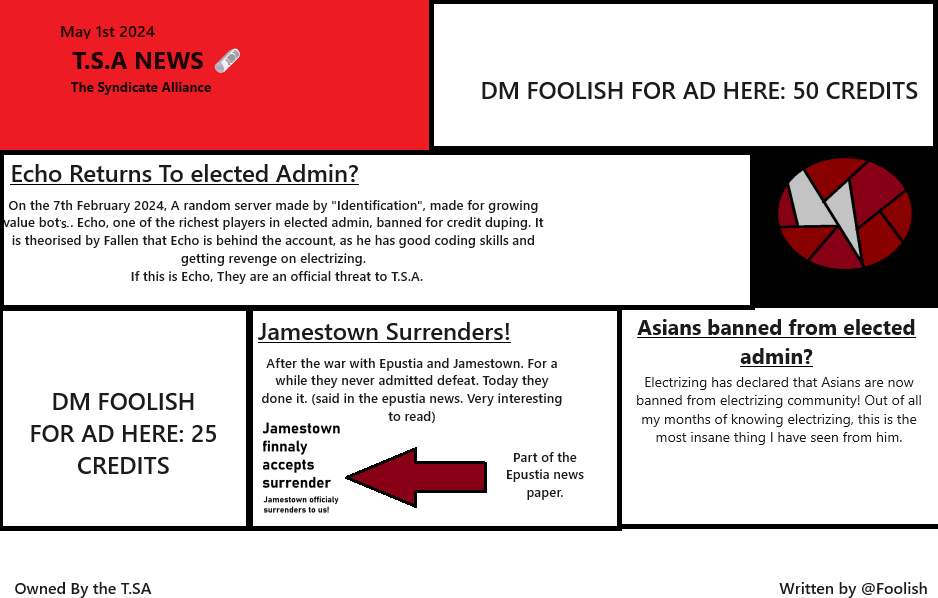 May 1st 2024
T.S.A NEWS
The Syndicate Alliance
DM FOOLISH FOR AD HERE: 50 CREDITS
Echo Returns To elected Admin?
On the 7th February 2024, A random server made by "Identification", made for growing
value bot's.. Echo, one of the richest players in elected admin, banned for credit duping. It
is theorised by Fallen that Echo is behind the account, as he has good coding skills and
getting revenge on electrizing.
If this is Echo, They are an official threat to T.S.A.
DM FOOLISH
FOR AD HERE: 25
CREDITS
Jamestown Surrenders!
After the war with Epustia and Jamestown. For a
while they never admitted defeat. Today they
done it. (said in the epustia news. Very interesting
to read)
Jamestown
finnaly
accepts
surrender
Jamestown officialy
surrenders to us!
Part of the
Epustia news
paper.
Asians banned from elected
admin?
Electrizing has declared that Asians are now
banned from electrizing community! Out of all
my months of knowing electrizing, this is the
most insane thing I have seen from him.
Owned By the T.SA
Written by @Foolish